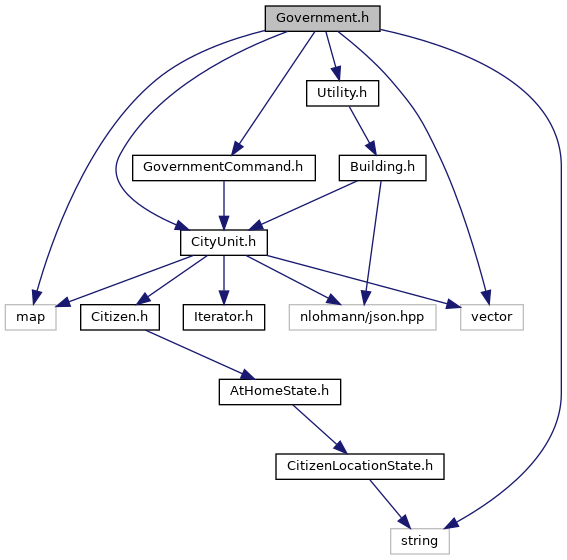 Government.h
Utility.h
GovernmentCommand.h
Building.h
CityUnit.h
map
Citizen.h
Iterator.h
nlohmann/json.hpp
vector
AtHomeState.h
CitizenLocationState.h
string